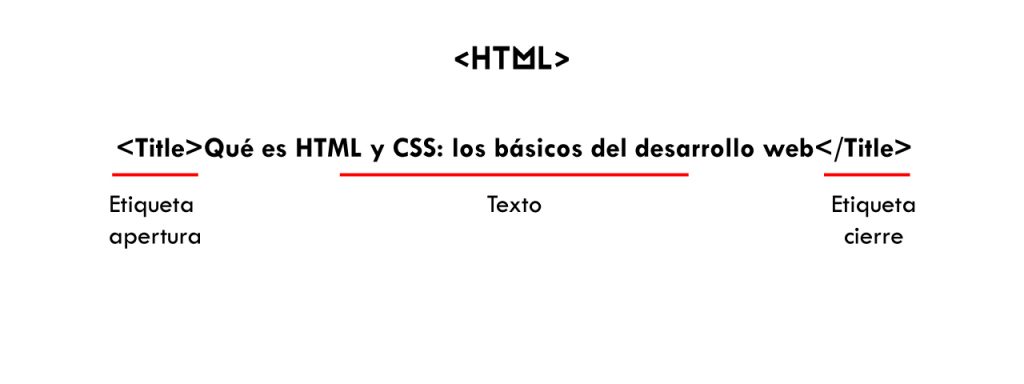 <HTML>
<Title>Qué es HTML y CSS: los básicos del desarrollo web</Title>
Etiqueta apertura
Texto
Etiqueta cierre